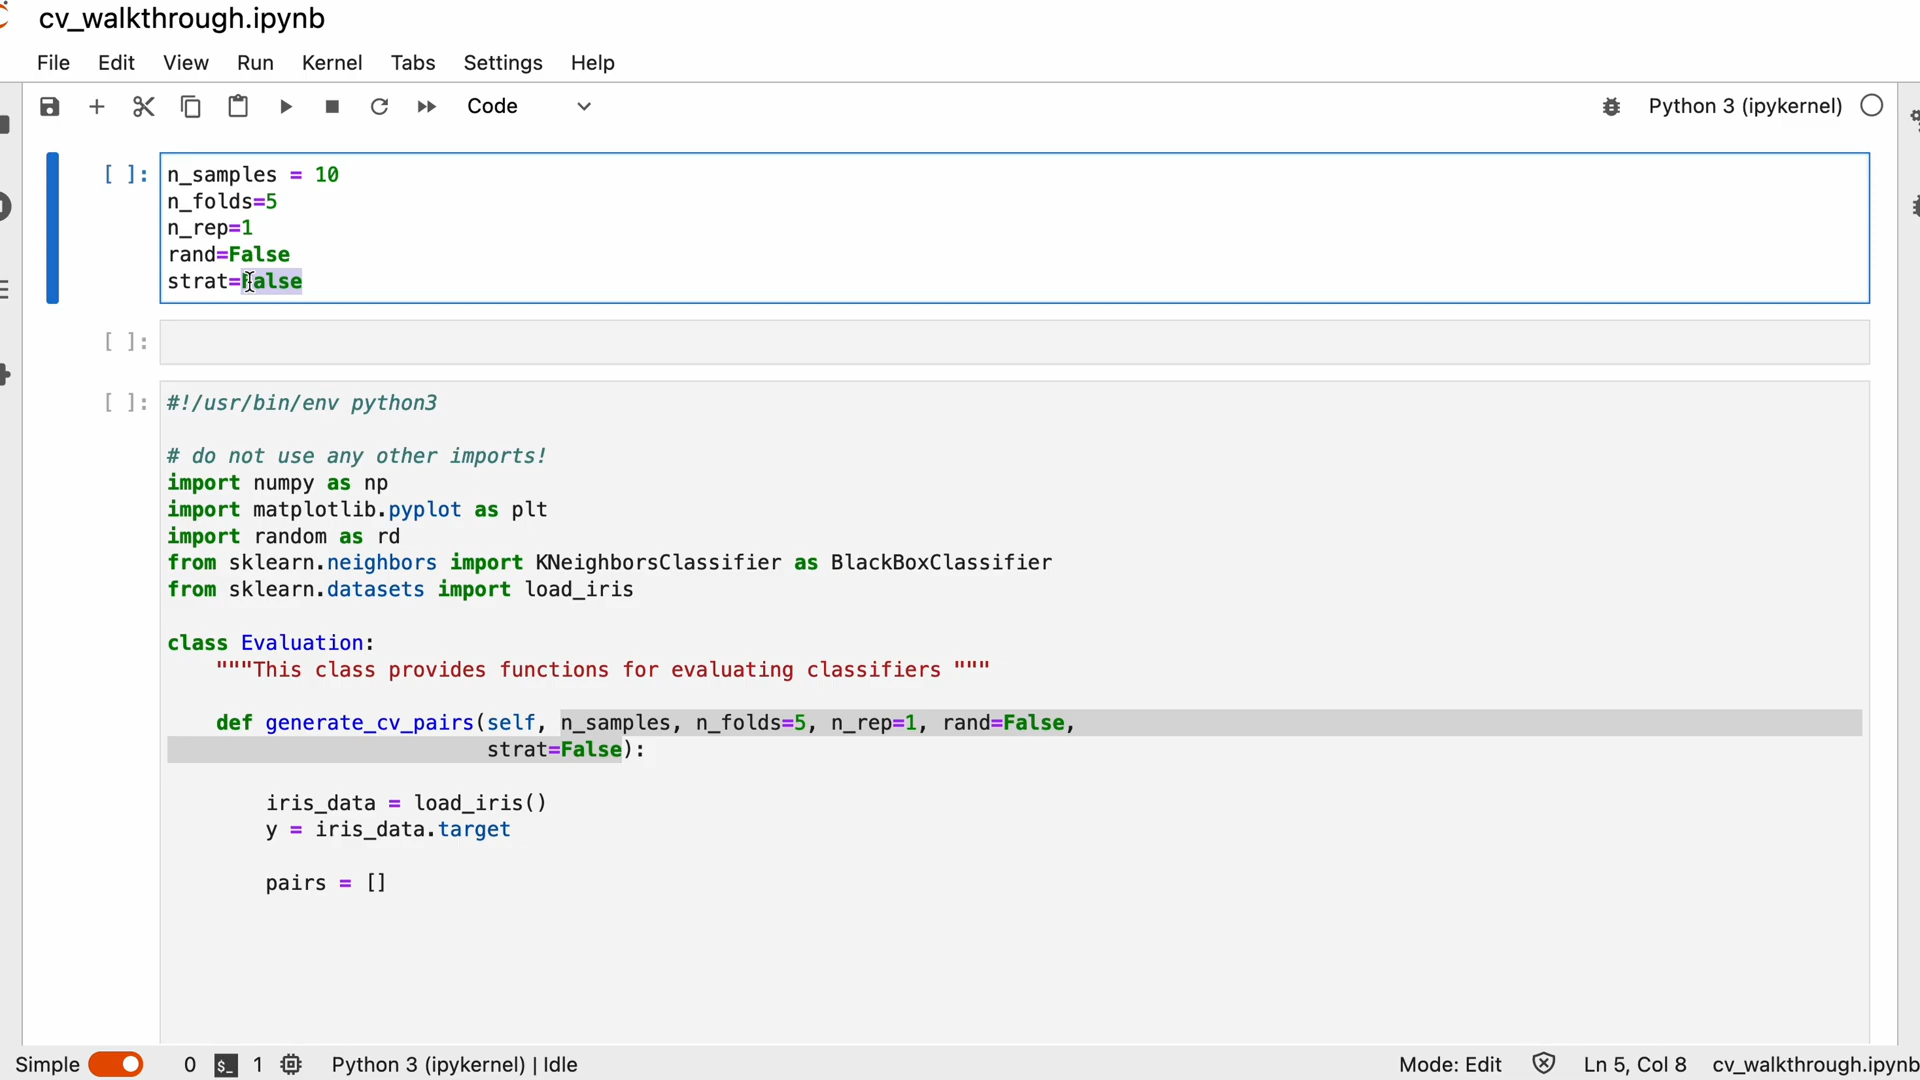 cv_walkthrough.ipynb
File Edit View Run Kernel Tabs Settings Help
Code Python 3 (ipykernel)
[ ]: n_samples = 10
n_folds=5
n_rep=1
rand=False
strat=False
[ ]:
[ ]: #!/usr/bin/env python3
# do not use any other imports!
import numpy as np
import matplotlib.pyplot as plt
import random as rd
from sklearn.neighbors import KNeighborsClassifier as BlackBoxClassifier
from sklearn.datasets import load_iris
class Evaluation:
"""This class provides functions for evaluating classifiers """
def generate_cv_pairs(self, n_samples, n_folds=5, n_rep=1, rand=False,
strat=False):
iris_data = load_iris()
y = iris_data.target
pairs = []
Simple 0 $_ 1 Python 3 (ipykernel) | Idle Mode: Edit Ln 5, Col 8 cv_walkthrough.ipynb